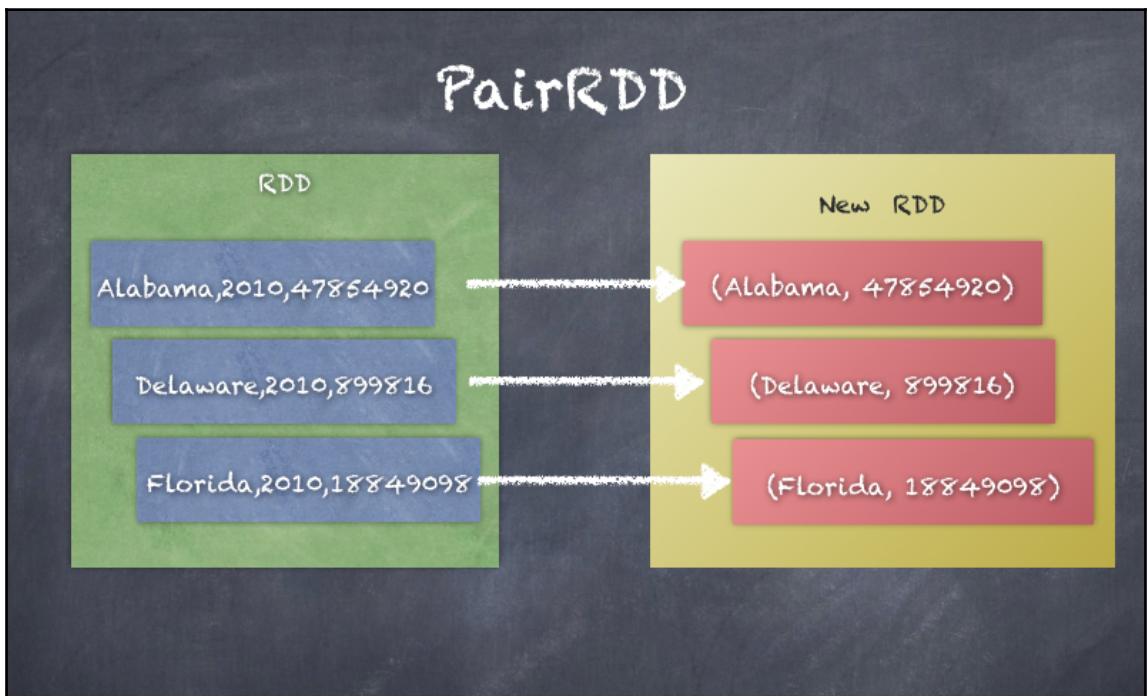 PairRDD
RDD
Alabama,2010,47854920
Delaware,2010,899816
Florida,2010,18849098
New RDD
(Alabama, 47854920)
(Delaware, 899816)
(Florida, 18849098)